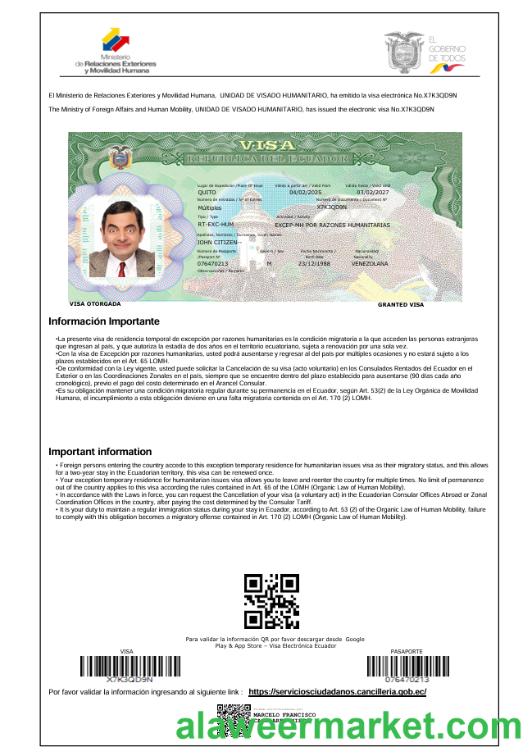 Ministerio
de Relaciones Exteriores
y Movilidad Humana
EL
GOBIERNO
DE TODOS
El Ministerio de Relaciones Exteriores y Movilidad Humana, UNIDAD DE VISADO HUMANITARIO, ha emitido la visa electrónica No.X7K3QD9N
The Ministry of Foreign Affairs and Human Mobility, UNIDAD DE VISADO HUMANITARIO, has issued the electronic visa No.X7K3QD9N
VISA
REPUBLICA DEL ECUADOR
Lugar de Expedición /Place Of Issue Válida a partir de / Valid From Válida hasta / Valid Until
QUITO 04/02/2025 03/02/2027
Número de entradas / Nº of Entries Número de Documento / Document Nº
Múltiples X7K3QD9N
Tipo / Type Actividad / Activity
RT-EXC-HUM EXCEP-MH POR RAZONES HUMANITARIAS
Apellidos, Nombres / Surname, Given Names
JOHN CITIZEN
Número de Pasaporte
/Passport Nº
Fecha Nacimiento /
Birth date
Nacionalidad/
Nationality
076470213 M 23/12/1988 VENEZOLANA
VISA OTORGADA GRANTED VISA
Información Importante
•La presente visa de residencia temporal de excepción por razones humanitarias es la condición migratoria a la que acceden las personas extranjeras
que ingresan al país, y que autoriza la estadía de dos años en el territorio ecuatoriano, sujeta a renovación por una sola vez.
•Con la visa de Excepción por razones humanitarias, usted podrá ausentarse y regresar al del país por múltiples ocasiones y no estará sujeto a los
plazos establecidos en el Art. 65 LOMH.
•De conformidad con la Ley vigente, usted puede solicitar la Cancelación de su visa (acto voluntario) en los Consulados Rentados del Ecuador en el
Exterior o en las Coordinaciones Zonales en el país, siempre que se encuentre dentro del plazo establecido para ausentarse (90 días cada año
cronológico), previo el pago del costo determinado en el Arancel Consular.
•Es su obligación mantener una condición migratoria regular durante su permanencia en el Ecuador, según Art. 53(2) de la Ley Orgánica de Movilidad
Humana, el incumplimiento a esta obligación deviene en una falta migratoria contenida en el Art. 170 (2) LOMH.
Important information
• Foreign persons entering the country accede to this exception temporary residence for humanitarian issues visa as their migratory status, and this allows
for a two-year stay in the Ecuadorian territory, this visa can be renewed once.
• Your exception temporary residence for humanitarian issues visa allows you to leave and reenter the country for multiple times. No limit of permanence
out of the country applies to this visa according the rules contained in Art. 65 of the LOMH (Organic Law of Human Mobility).
• In accordance with the Laws in force, you can request the Cancellation of your visa (a voluntary act) in the Ecuadorian Consular Offices Abroad or Zonal
Coordination Offices in the country, after paying the cost determined by the Consular Tariff.
• It is your duty to maintain a regular immigration status during your stay in Ecuador, according to Art. 53 (2) of the Organic Law of Human Mobility, failure
to comply with this obligation becomes a migratory offense contained in Art. 170 (2) LOMH (Organic Law of Human Mobility).
Para validar la información QR por favor descargar desde Google
Play & App Store – Visa Electrónica Ecuador
VISA PASAPORTE
X7K3QD9N 076470213
Por favor validar la información ingresando al siguiente link : https://serviciosciudadanos.cancilleria.gob.ec/
MARCELO FRANCISCO
alaweermarket.com